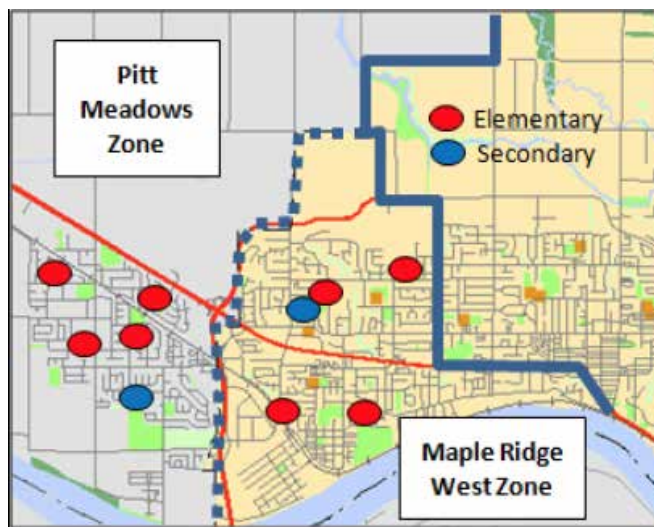 Pitt
Meadows
Zone
Elementary
Secondary
Maple Ridge
West Zone